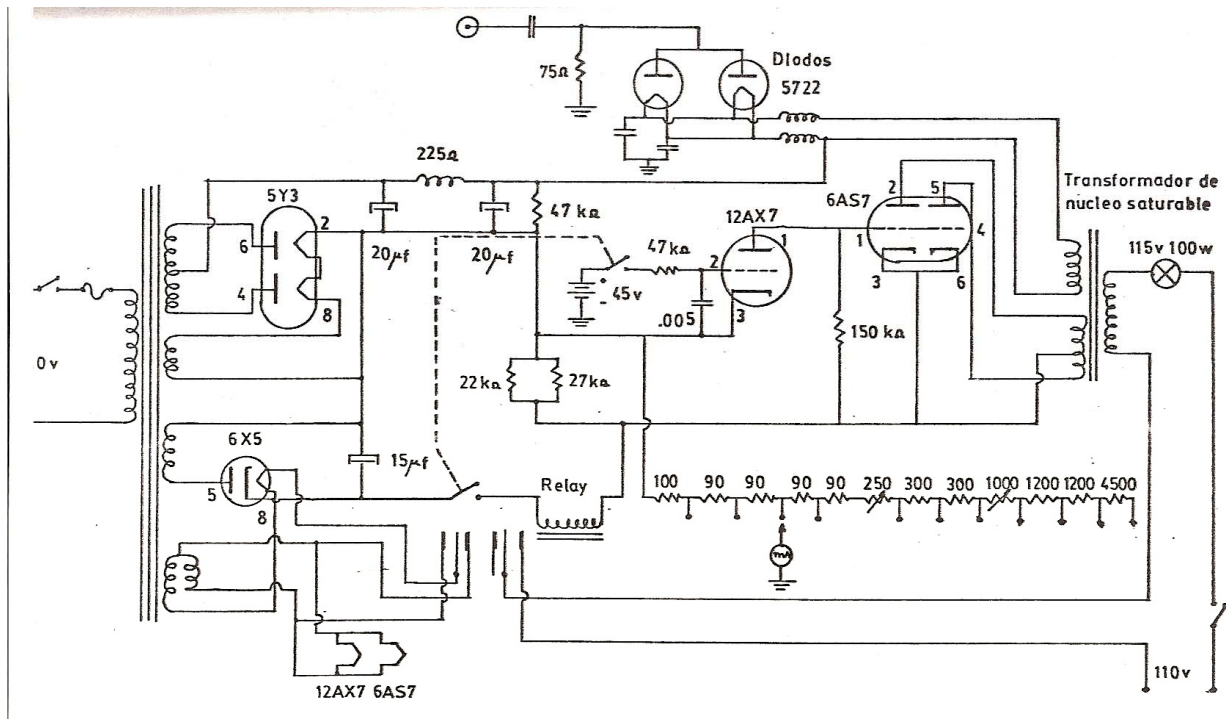 75Ω
Diodos
5722
225Ω
5Y3
2
6
4
8
20μf
20μf
47 kΩ
47kΩ
45v
-
2
.005
12AX7
1
3
6AS7
2
5
1
4
3
6
150 kΩ
Transformador de
núcleo saturable
115v 100w
0v
22kΩ
27kΩ
6X5
5
8
15μf
Relay
100
90
90
90
90
250
300
300
1000
1200
1200
4500
mA
12AX7 6AS7
110v